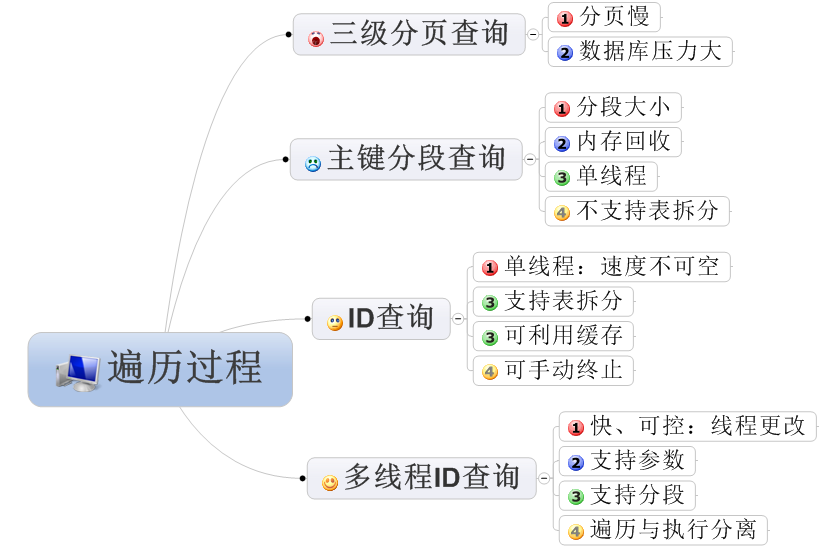 遍历过程
三级分页查询
1 分页慢
2 数据库压力大
主键分段查询
1 分段大小
2 内存回收
3 单线程
4 不支持表拆分
ID查询
1 单线程：速度不可空
3 支持表拆分
3 可利用缓存
4 可手动终止
多线程ID查询
1 快、可控：线程更改
2 支持参数
3 支持分段
4 遍历与执行分离